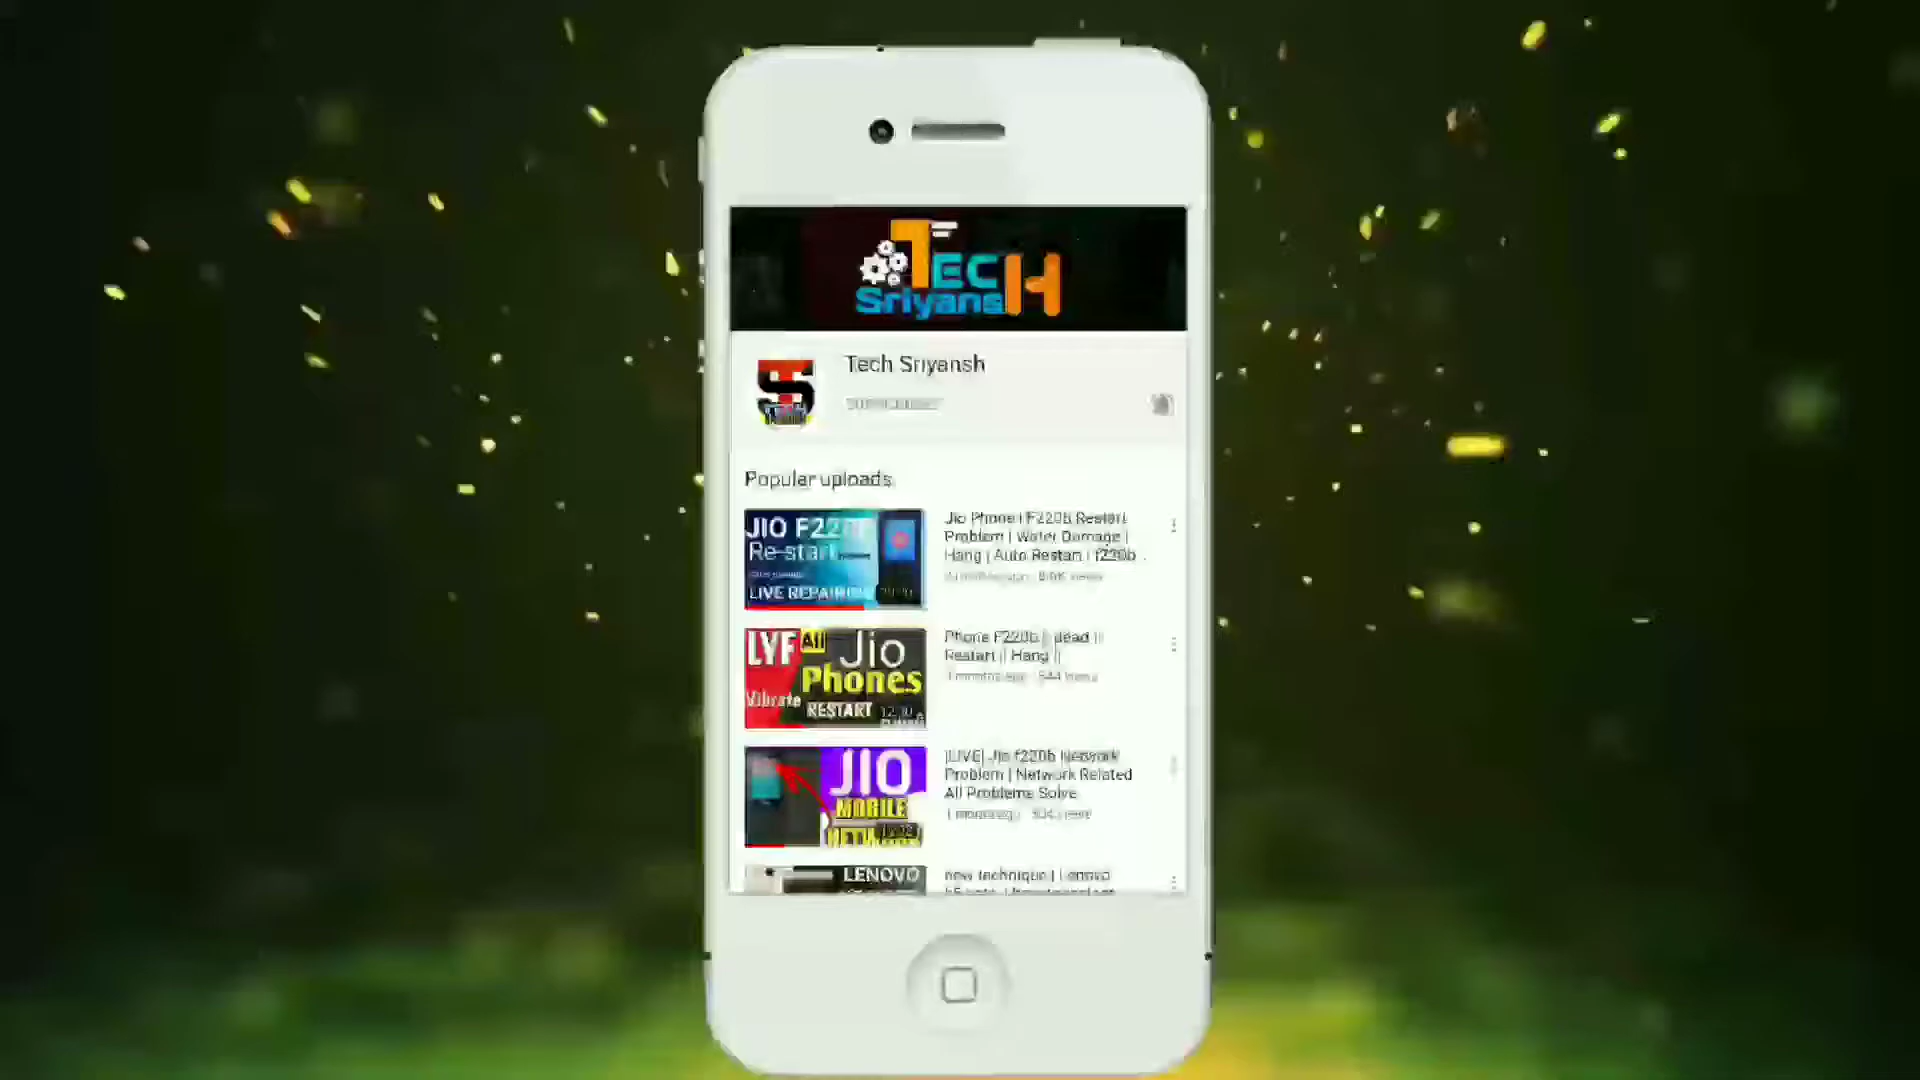 TECH
Sriyans
Tech Sriyansh
Popular uploads
JIO F220
Re-start
LIVE REPAIRING
Jio Phone | F220b Restart
Problem | Water Damage |
Hang | Auto Restart | f220b
LYF All Jio
Phones
Vibrate
RESTART
Phone F220b || dead ||
Restart || Hang ||
JIO
MOBILE
[LIVE] Jio f220b Network
Problem | Network Related
All Problems Solve
LENOVO
new technique | Lenovo